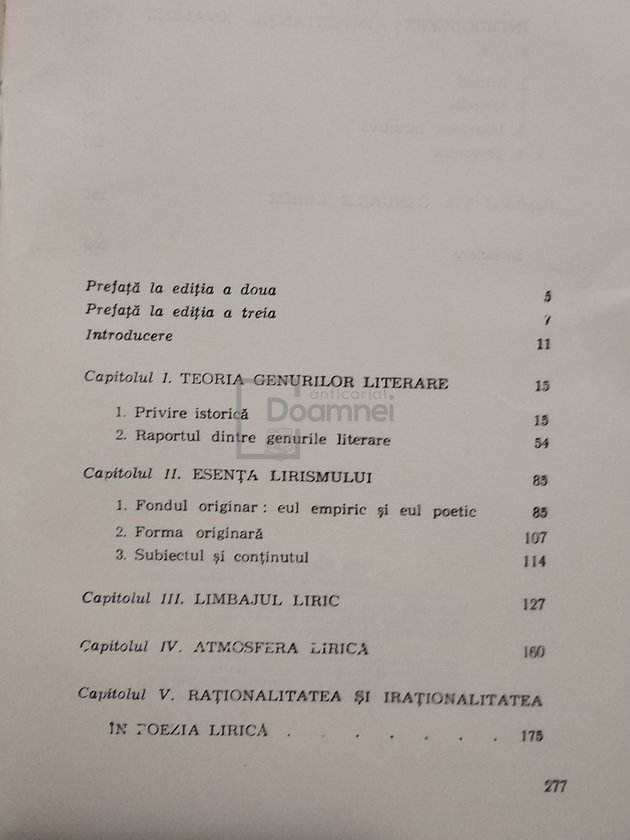 Prefață la ediția a doua 5
Prefață la ediția a treia 7
Introducere 11
Capitolul I. TEORIA GENURILOR LITERARE 15
1. Privire istorică 15
2. Raportul dintre genurile literare 54
anticariat
Doamnei
Capitolul II. ESENȚA LIRISMULUI 85
1. Fondul originar : eul empiric și eul poetic 85
2. Forma originară 107
3. Subiectul și conținutul 114
Capitolul III. LIMBAJUL LIRIC 127
Capitolul IV. ATMOSFERA LIRICĂ 160
Capitolul V. RAȚIONALITATEA ȘI IRAȚIONALITATEA
ÎN POEZIA LIRICĂ . . . . . . 175
277